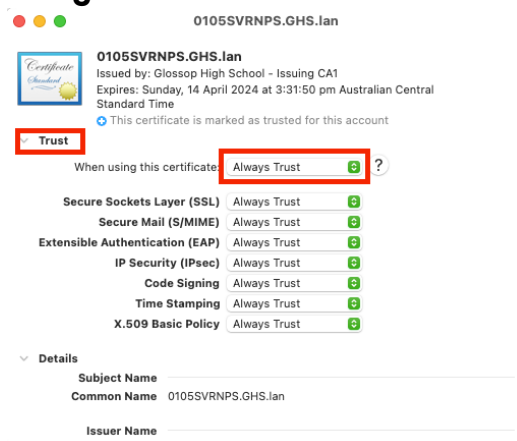 0105SVRNPS.GHS.lan
Certificate
Standard
0105SVRNPS.GHS.lan
Issued by: Glossop High School - Issuing CA1
Expires: Sunday, 14 April 2024 at 3:31:50 pm Australian Central
Standard Time
This certificate is marked as trusted for this account
Trust
When using this certificate: Always Trust ?
Secure Sockets Layer (SSL) Always Trust
Secure Mail (S/MIME) Always Trust
Extensible Authentication (EAP) Always Trust
IP Security (IPsec) Always Trust
Code Signing Always Trust
Time Stamping Always Trust
X.509 Basic Policy Always Trust
Details
Subject Name
Common Name 0105SVRNPS.GHS.lan
Issuer Name